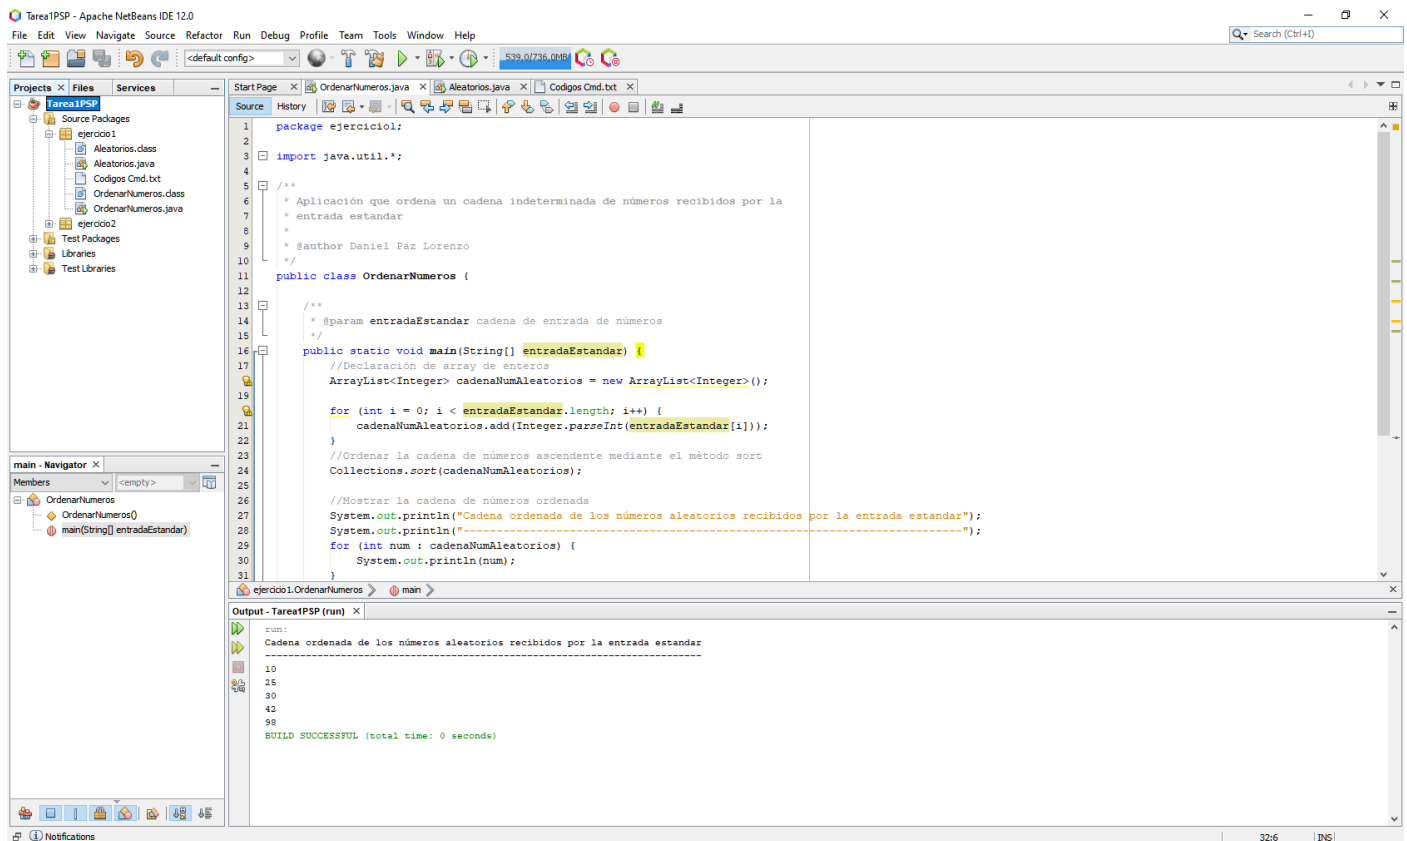 Tarea1PSP - Apache NetBeans IDE 12.0
File Edit View Navigate Source Refactor Run Debug Profile Team Tools Window Help
Search (Ctrl+I)
<default config>
539,0/736,0MB
Projects Files Services
Tarea1PSP
Source Packages
ejercicio1
Aleatorios.class
Aleatorios.java
Codigos Cmd.txt
OrdenarNumeros.class
OrdenarNumeros.java
ejercicio2
Test Packages
Libraries
Test Libraries
main - Navigator
Members <empty>
OrdenarNumeros
OrdenarNumeros()
main(String[] entradaEstandar)
Start Page OrdenarNumeros.java Aleatorios.java Codigos Cmd.txt
Source History
1 package ejercicio1;
2
3 import java.util.*;
4
5 /**
6 * Aplicación que ordena un cadena indeterminada de números recibidos por la
7 * entrada estandar
8 *
9 * @author Daniel Paz Lorenzo
10 */
11 public class OrdenarNumeros {
12
13 /**
14 * @param entradaEstandar cadena de entrada de números
15 */
16 public static void main(String[] entradaEstandar) {
17 //Declaración de array de enteros
ArrayList<Integer> cadenaNumAleatorios = new ArrayList<Integer>();
19
for (int i = 0; i < entradaEstandar.length; i++) {
21 cadenaNumAleatorios.add(Integer.parseInt(entradaEstandar[i]));
22 }
23 //Ordenar la cadena de números ascendente mediante el método sort
24 Collections.sort(cadenaNumAleatorios);
25
26 //Mostrar la cadena de números ordenada
27 System.out.println("Cadena ordenada de los números aleatorios recibidos por la entrada estandar");
28 System.out.println("---------------------------------------------------------------------------");
29 for (int num : cadenaNumAleatorios) {
30 System.out.println(num);
31 }
ejercicio1.OrdenarNumeros main
Output - Tarea1PSP (run)
run:
Cadena ordenada de los números aleatorios recibidos por la entrada estandar
---------------------------------------------------------------------------
10
25
30
42
98
BUILD SUCCESSFUL (total time: 0 seconds)
Notifications
32:6 INS